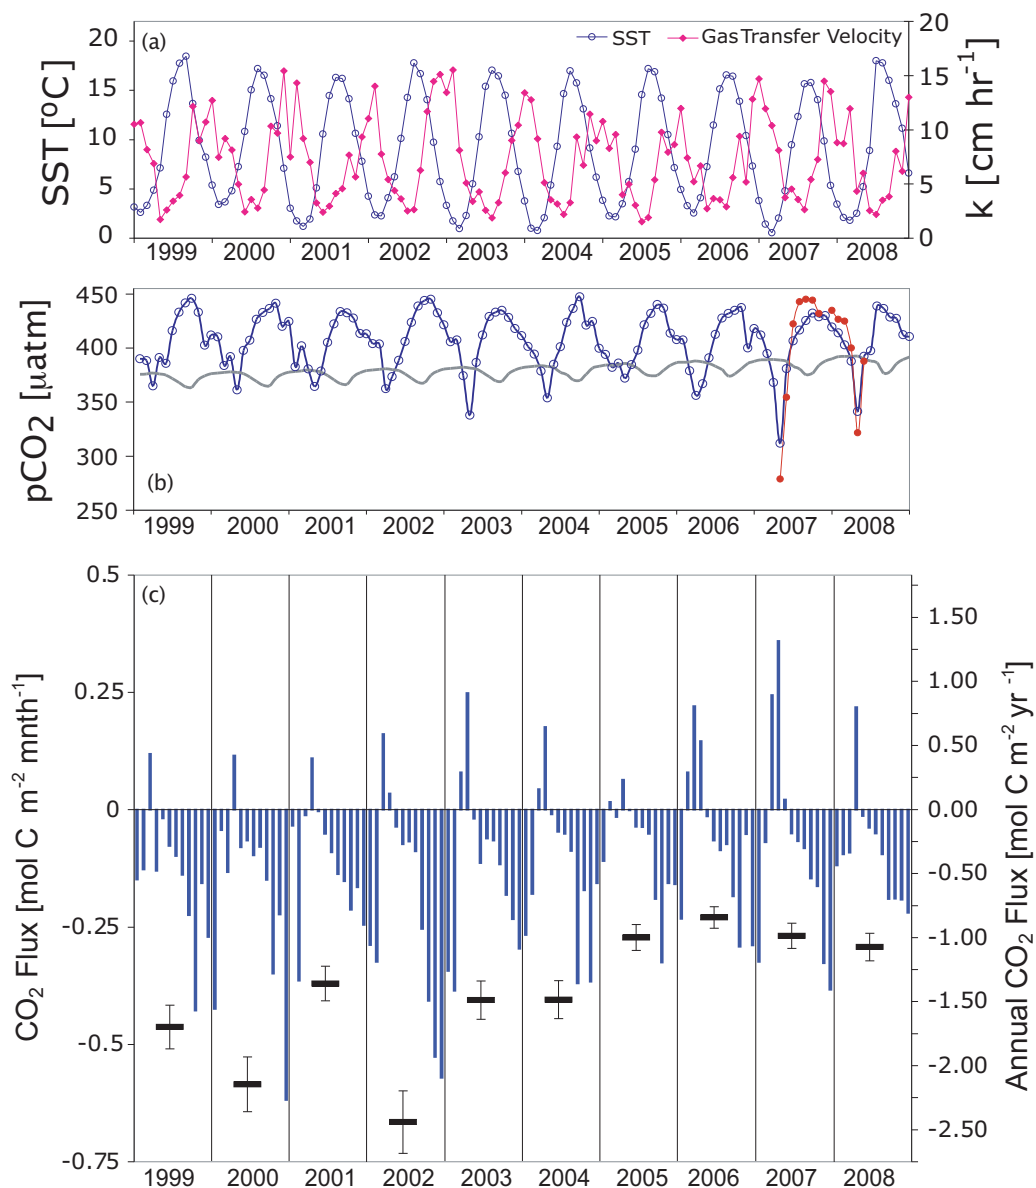 (a)
SST
Gas Transfer Velocity
SST [ºC]
20
15
10
5
0
k [cm hr-1]
20
15
10
5
0
1999 2000 2001 2002 2003 2004 2005 2006 2007 2008
pCO2 [µatm]
450
400
350
300
250
(b)
1999 2000 2001 2002 2003 2004 2005 2006 2007 2008
(c)
CO2 Flux [mol C m-2 mnth-1]
0.5
0.25
0
-0.25
-0.5
-0.75
Annual CO2 Flux [mol C m-2 yr-1]
1.50
1.00
0.50
0.00
-0.50
-1.00
-1.50
-2.00
-2.50
1999 2000 2001 2002 2003 2004 2005 2006 2007 2008